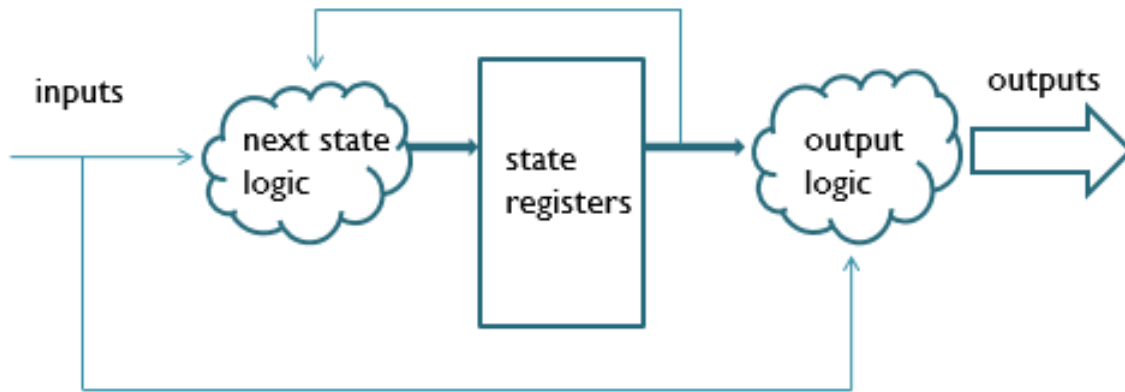 inputs
next state
logic
state
registers
output
logic
outputs